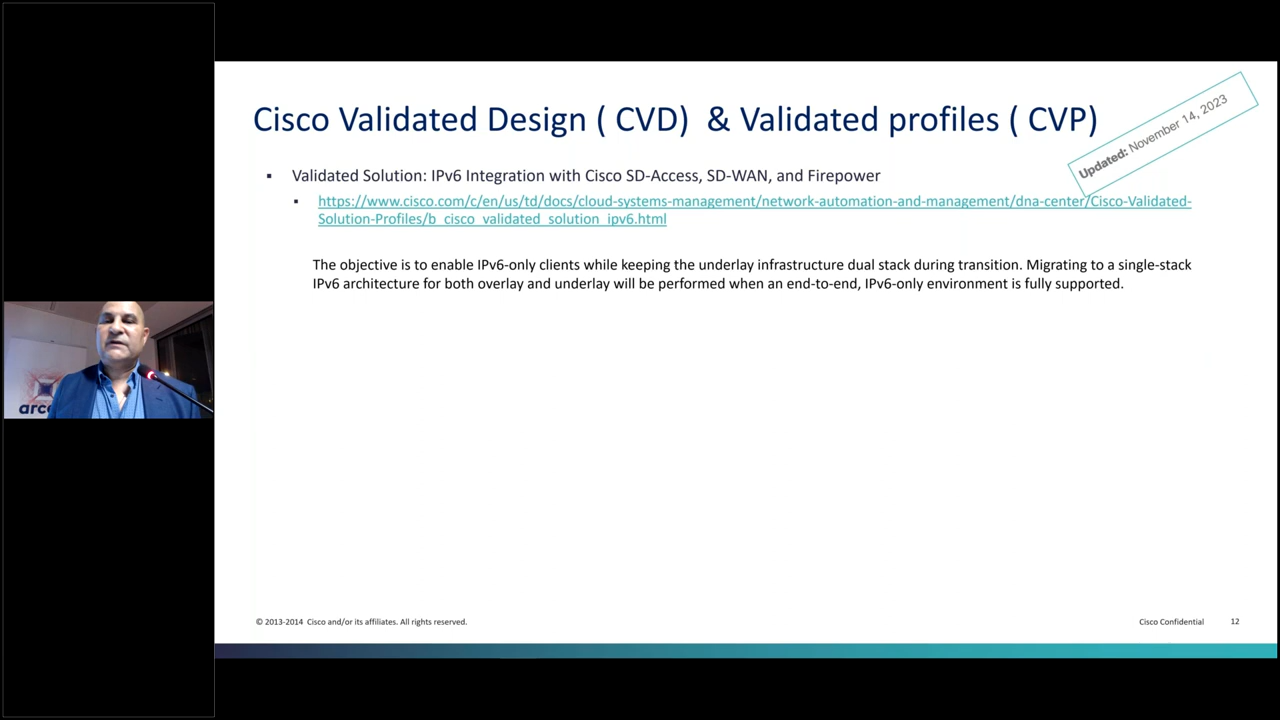 Cisco Validated Design ( CVD)  & Validated profiles ( CVP)
Updated: November 14, 2023
▪ Validated Solution: IPv6 Integration with Cisco SD-Access, SD-WAN, and Firepower
▪ https://www.cisco.com/c/en/us/td/docs/cloud-systems-management/network-automation-and-management/dna-center/Cisco-Validated-
Solution-Profiles/b_cisco_validated_solution_ipv6.html
The objective is to enable IPv6-only clients while keeping the underlay infrastructure dual stack during transition. Migrating to a single-stack
IPv6 architecture for both overlay and underlay will be performed when an end-to-end, IPv6-only environment is fully supported.
© 2013-2014 Cisco and/or its affiliates. All rights reserved.
Cisco Confidential
12